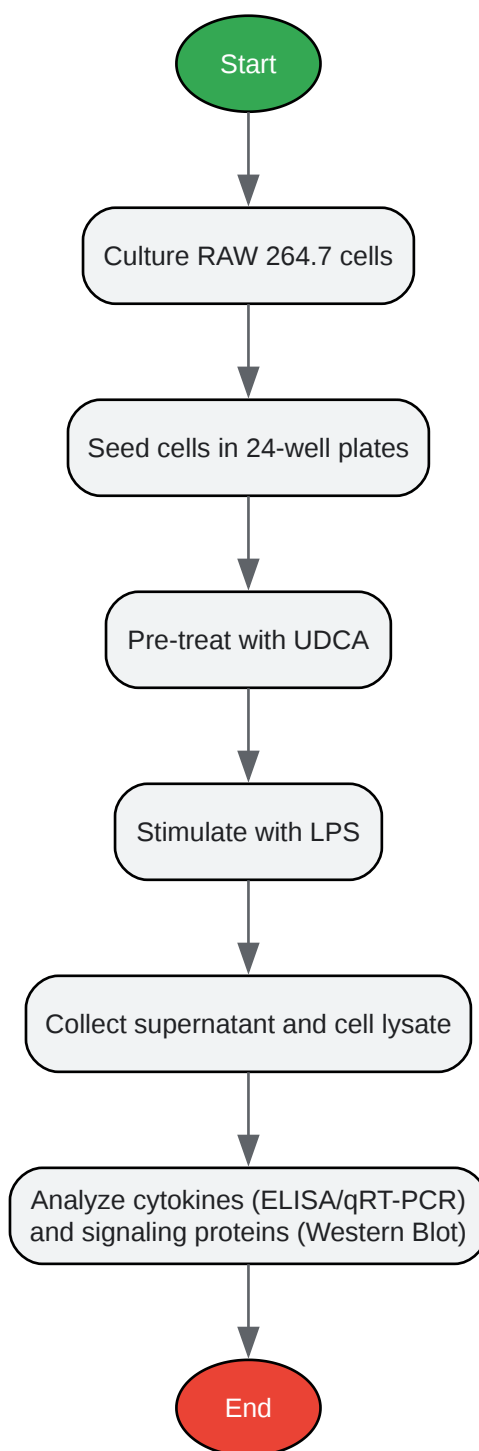 Start
Culture RAW 264.7 cells
Seed cells in 24-well plates
Pre-treat with UDCA
Stimulate with LPS
Collect supernatant and cell lysate
Analyze cytokines (ELISA/qRT-PCR)
and signaling proteins (Western Blot)
End